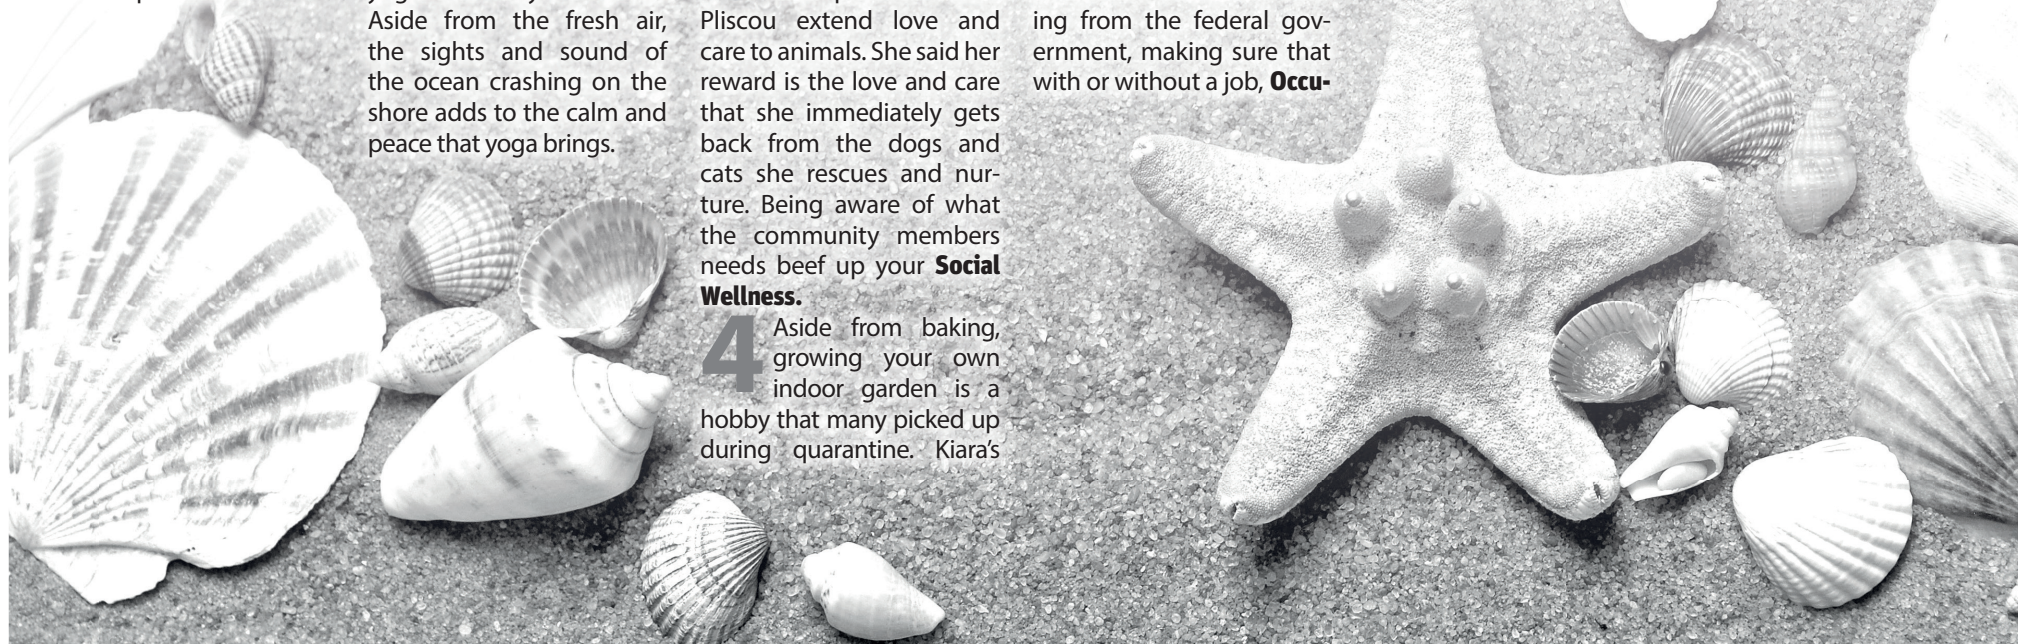 Aside from the fresh air,
the sights and sound of
the ocean crashing on the
shore adds to the calm and
peace that yoga brings.
Pliscou extend love and
care to animals. She said her
reward is the love and care
that she immediately gets
back from the dogs and
cats she rescues and nur-
ture. Being aware of what
the community members
needs beef up your Social
Wellness.
4 Aside from baking,
growing your own
indoor garden is a
hobby that many picked up
during quarantine. Kiara's
ing from the federal gov-
ernment, making sure that
with or without a job, Occu-